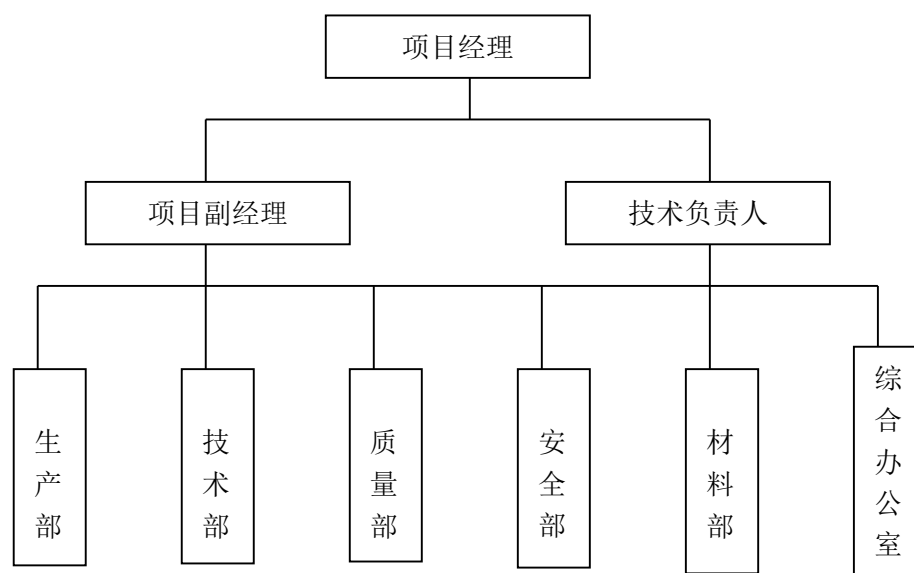 项目经理
项目副经理
技术负责人
生产部
技术部
质量部
安全部
材料部
综合办公室